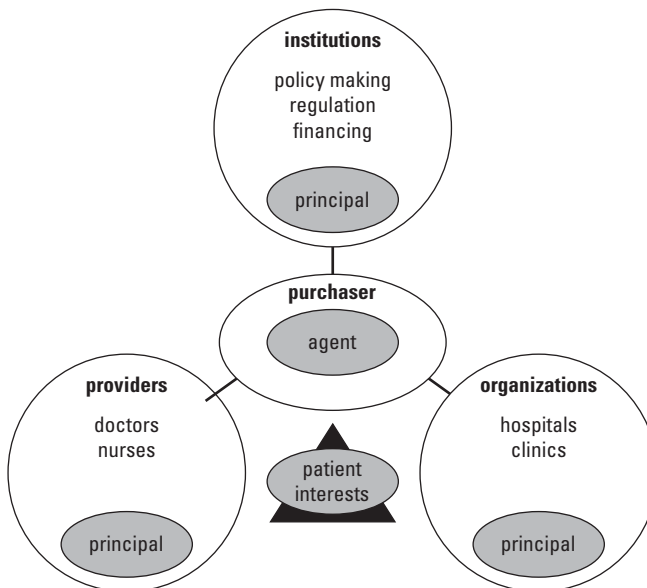 institutions
policy making
regulation
financing
principal
purchaser
agent
providers
doctors
nurses
principal
patient
interests
organizations
hospitals
clinics
principal